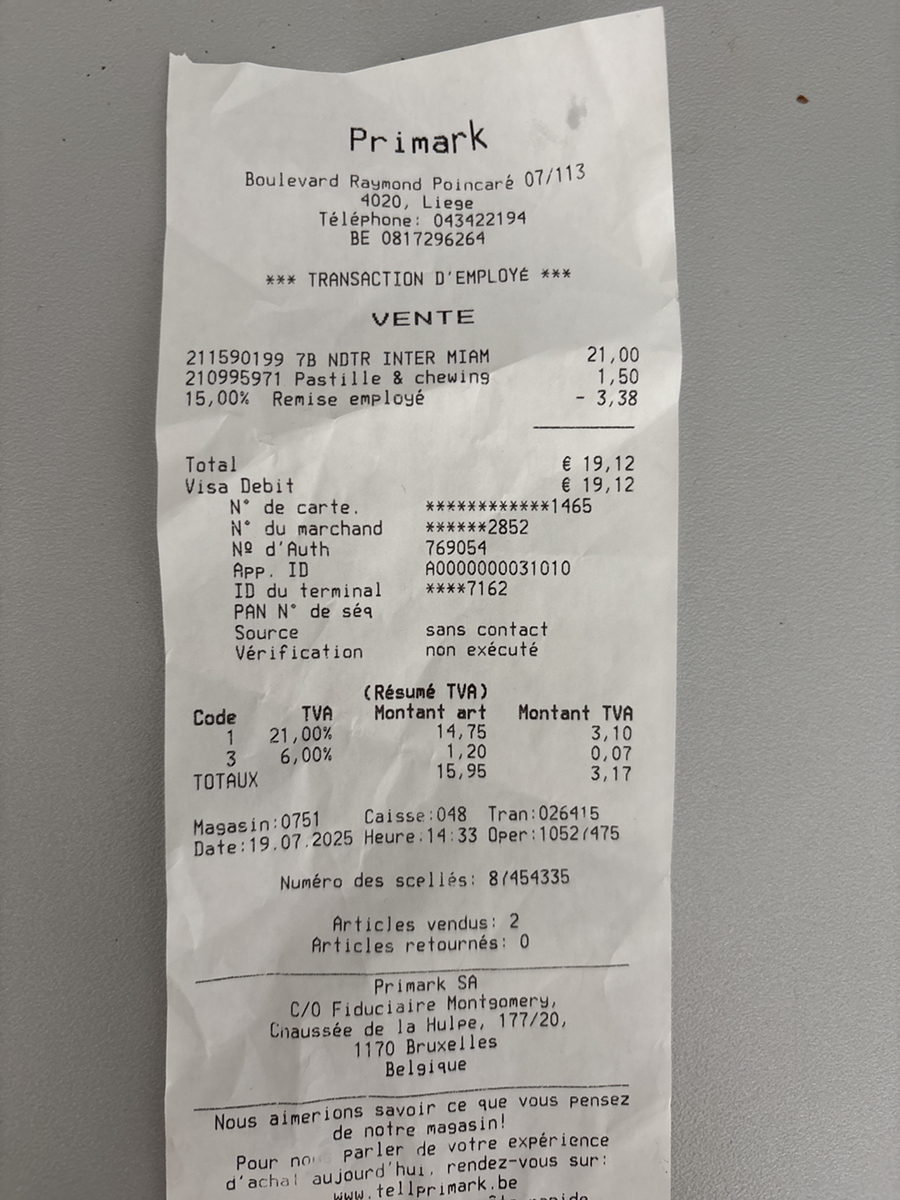 Primark
Boulevard Raymond Poincaré 07/113
4020, Liege
Téléphone: 043422194
BE 0817296264
*** TRANSACTION D'EMPLOYÉ ***
VENTE
211590199 7B NDTR INTER MIAM 21,00
210995971 Pastille & chewing 1,50
15,00% Remise employé - 3,38
Total € 19,12
Visa Debit € 19,12
N° de carte. ************1465
N° du marchand ******2852
Nº d'Auth 769054
App. ID A0000000031010
ID du terminal ****7162
PAN N° de séq
Source sans contact
Vérification non exécuté
(Résumé TVA)
Code TVA Montant art Montant TVA
1 21,00% 14,75 3,10
3 6,00% 1,20 0,07
TOTAUX 15,95 3,17
Magasin:0751 Caisse:048 Tran:026415
Date:19.07.2025 Heure:14:33 Oper:
Numéro des scellés:
Articles vendus: 2
Articles retournés: 0
Primark SA
C/O Fiduciaire Montgomery,
Chaussée de la Hulpe, 177/20,
1170 Bruxelles
Belgique
Nous aimerions savoir ce que vous pensez
de notre magasin!
Pour parler de votre expérience
d'achat aujourd'hui, rendez-vous sur:
www.tellprimark.be